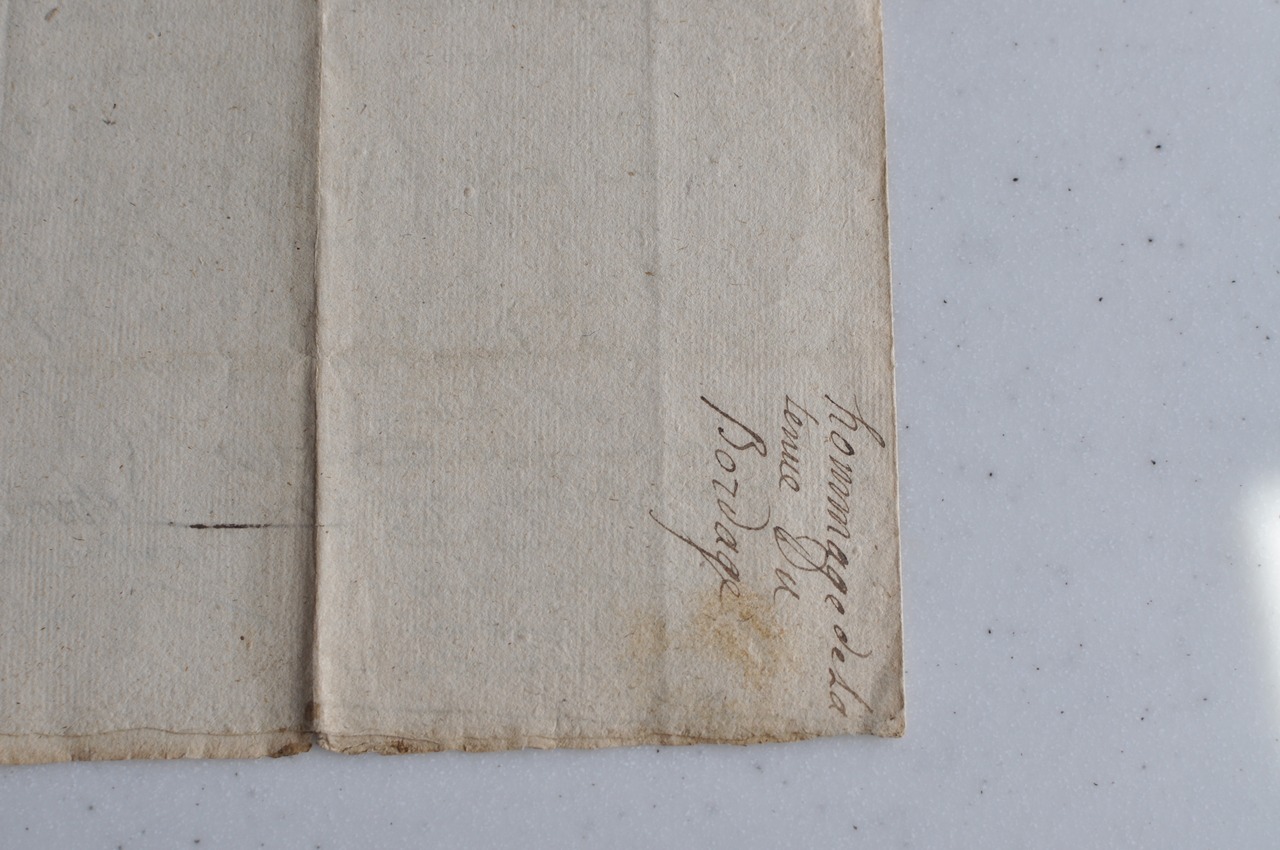 hommage de La
tenue du
Bordage